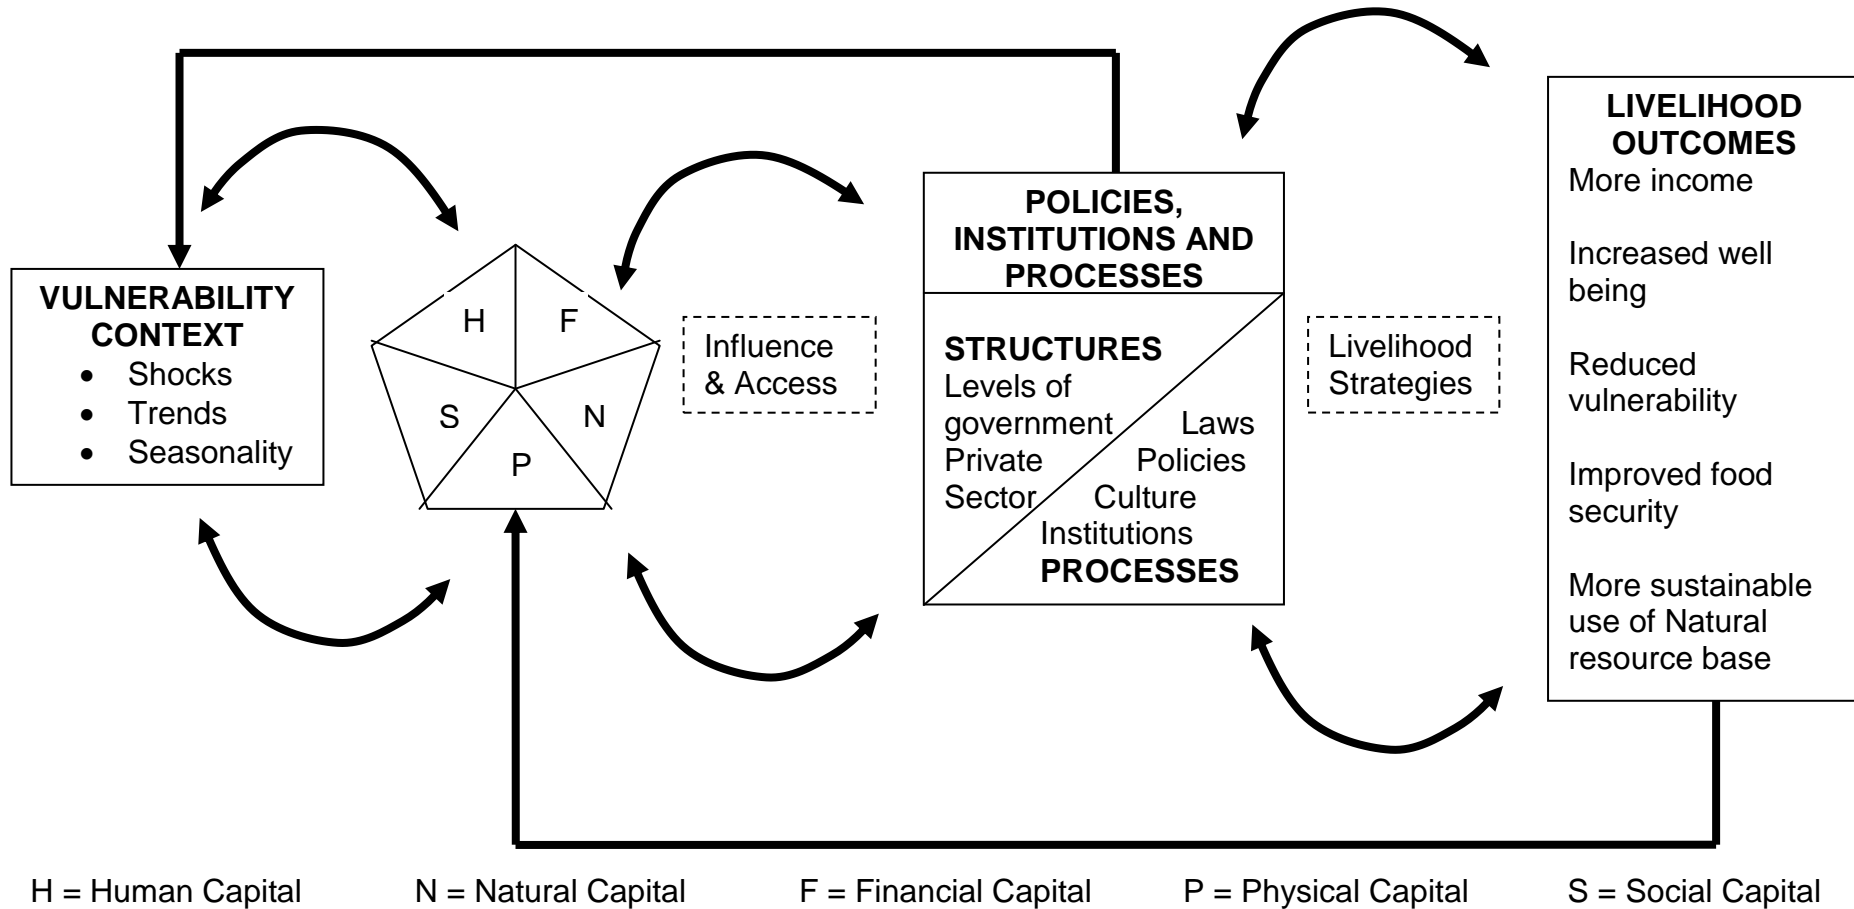 VULNERABILITY
CONTEXT
• Shocks
• Trends
• Seasonality
H
F
S
N
P
Influence
& Access
POLICIES,
INSTITUTIONS AND
PROCESSES
STRUCTURES
Levels of
government
Private
Sector
Laws
Policies
Culture
Institutions
PROCESSES
Livelihood
Strategies
LIVELIHOOD
OUTCOMES
More income
Increased well
being
Reduced
vulnerability
Improved food
security
More sustainable
use of Natural
resource base
H = Human Capital
N = Natural Capital
F = Financial Capital
P = Physical Capital
S = Social Capital